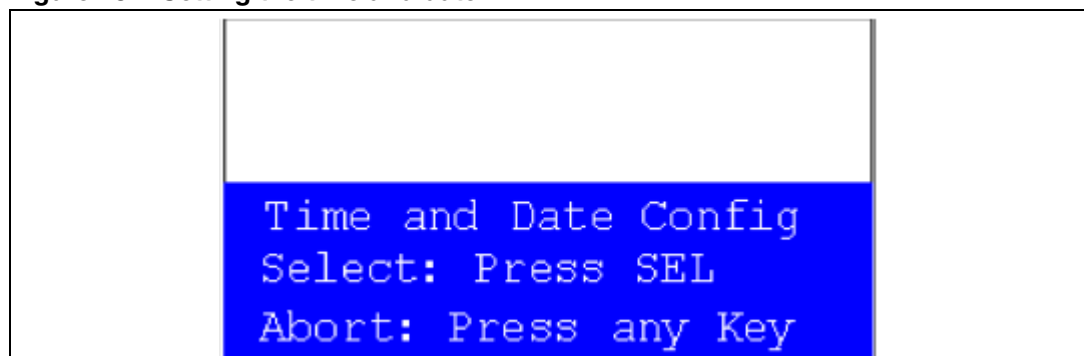 Time and Date Config
Select: Press SEL
Abort: Press any Key